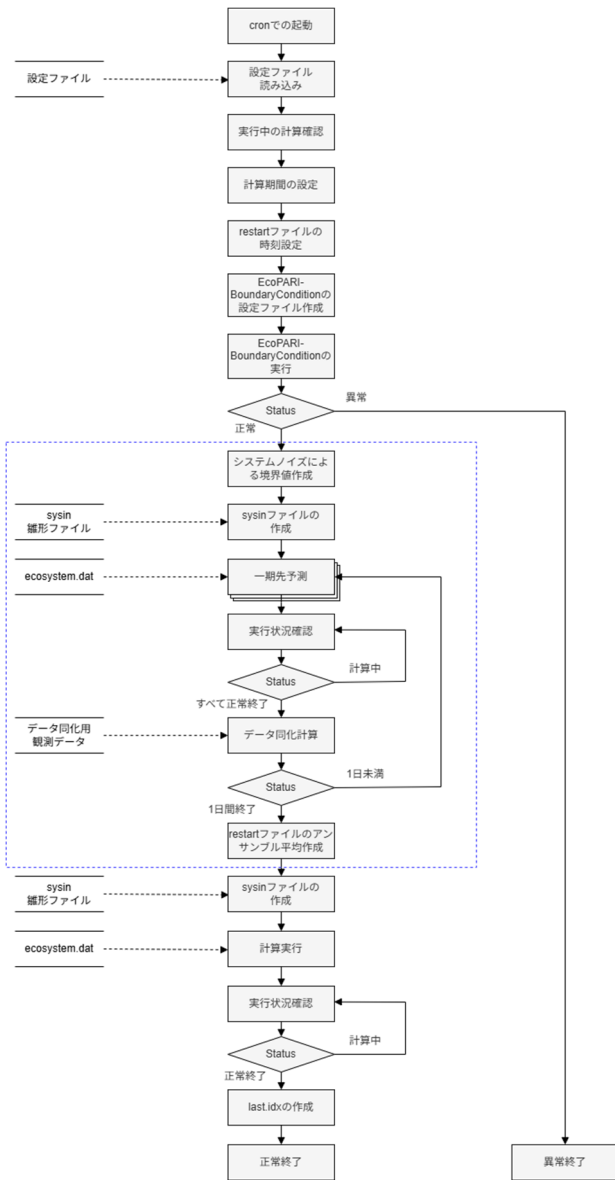 cronでの起動
設定ファイル
設定ファイル
読み込み
実行中の計算確認
計算期間の設定
restartファイルの
時刻設定
EcoPARI-
BoundaryConditionの
設定ファイル作成
EcoPARI-
BoundaryConditionの
実行
Status
異常
正常
システムノイズによ
る境界値作成
sysin
雛形ファイル
sysinファイルの
作成
ecosystem.dat
一期先予測
実行状況確認
Status
計算中
すべて正常終了
データ同化用
観測データ
データ同化計算
Status
1日未満
1日間終了
restartファイルのアン
サンブル平均作成
sysin
雛形ファイル
sysinファイルの
作成
ecosystem.dat
計算実行
実行状況確認
Status
計算中
正常終了
last.idxの作成
正常終了
異常終了